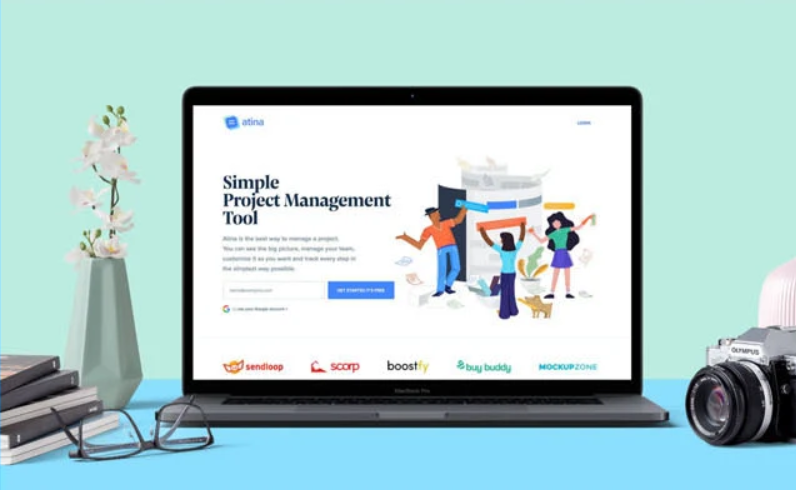 atina
LOGIN
Simple
Project Management
Tool
Atina is the best way to manage a project.
You can see the big picture, manage your team,
customize it as you want and track every step in
the simplest way possible.
GET STARTED IT'S FREE
use your Google account
sendloop
scorp
boostfy
buy buddy
MOCKUPZONE
MacBook Pro
OLYMPUS